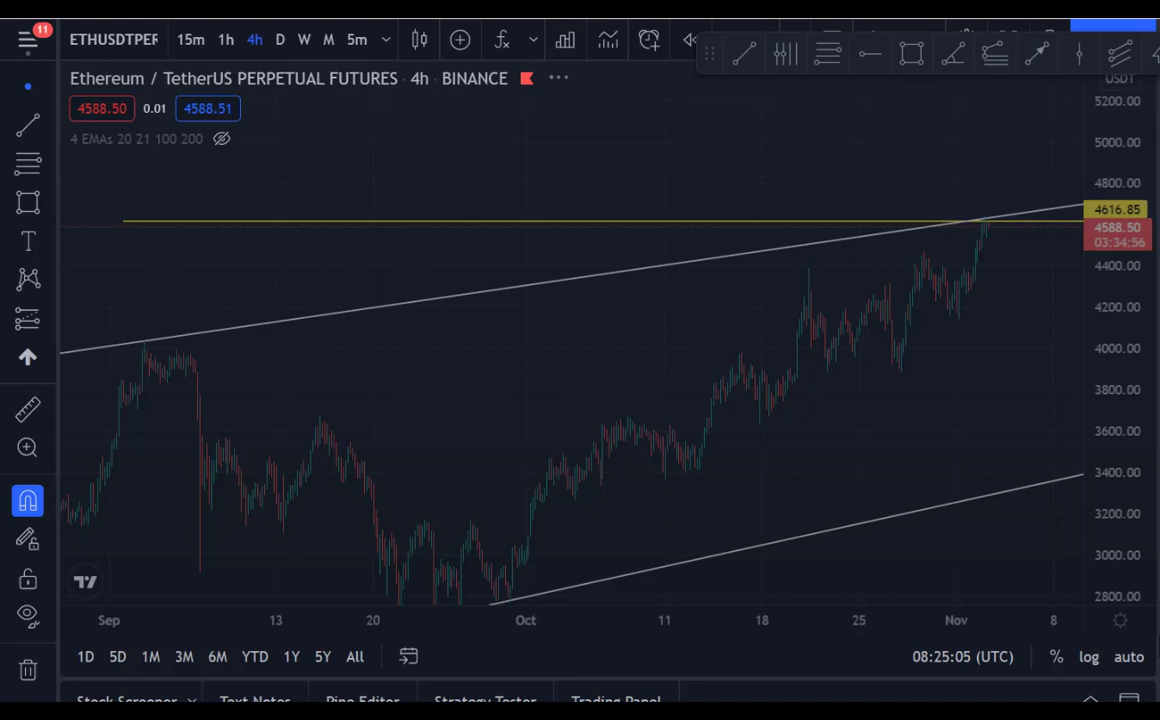 11
ETHUSDTPER 15m 1h 4h D W M 5m
Ethereum / TetherUS PERPETUAL FUTURES · 4h · BINANCE
4588.50 0.01 4588.51
4 EMAs 20 21 100 200
USDT
5200.00
5000.00
4800.00
4616.85
4588.50
03:34:56
4400.00
4200.00
4000.00
3800.00
3600.00
3400.00
3200.00
3000.00
2800.00
Sep 13 20 Oct 11 18 25 Nov 8
1D 5D 1M 3M 6M YTD 1Y 5Y All 08:25:05 (UTC) % log auto
Stock Screener Text Notes Pine Editor Strategy Tester Trading Panel